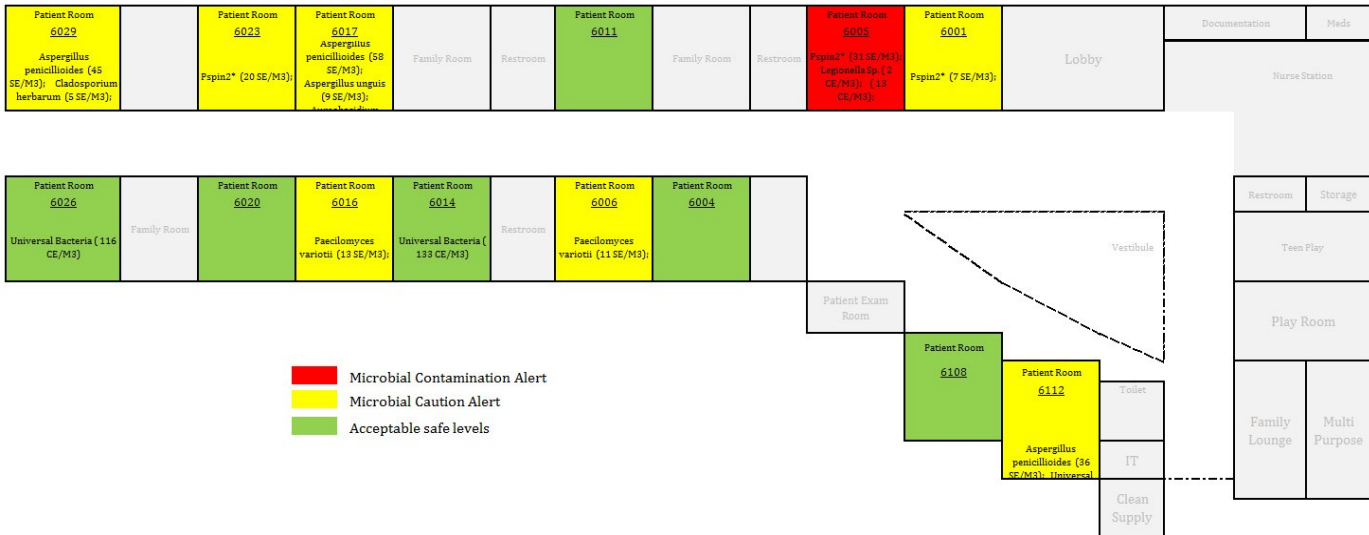 Patient Room
6029
Aspergillus
penicillioides (45
SE/M3); Cladosporium
herbarum (5 SE/M3);
Patient Room
6023
Pspin2* (20 SE/M3);
Patient Room
6017
Aspergillus
penicillioides (58
SE/M3);
Aspergillus unguis
(9 SE/M3);
Family Room
Restroom
Patient Room
6011
Family Room
Restroom
Patient Room
6005
Pspin2* (31 SE/M3);
Legionella Sp. ( 2
CE/M3); ( 13
CE/M3);
Patient Room
6001
Pspin2* (7 SE/M3);
Lobby
Documentation
Meds
Nurse Station
Patient Room
6026
Universal Bacteria ( 116
CE/M3)
Family Room
Patient Room
6020
Patient Room
6016
Paecilomyces
variotii (13 SE/M3);
Patient Room
6014
Universal Bacteria (
133 CE/M3)
Restroom
Patient Room
6006
Paecilomyces
variotii (11 SE/M3);
Patient Room
6004
Restroom
Storage
Vestibule
Teen Play
Patient Exam
Room
Play Room
Patient Room
6108
Patient Room
6112
Aspergillus
penicillioides (36
SE/M3); Universal
Toilet
IT
Clean
Supply
Family
Lounge
Multi
Purpose
Microbial Contamination Alert
Microbial Caution Alert
Acceptable safe levels